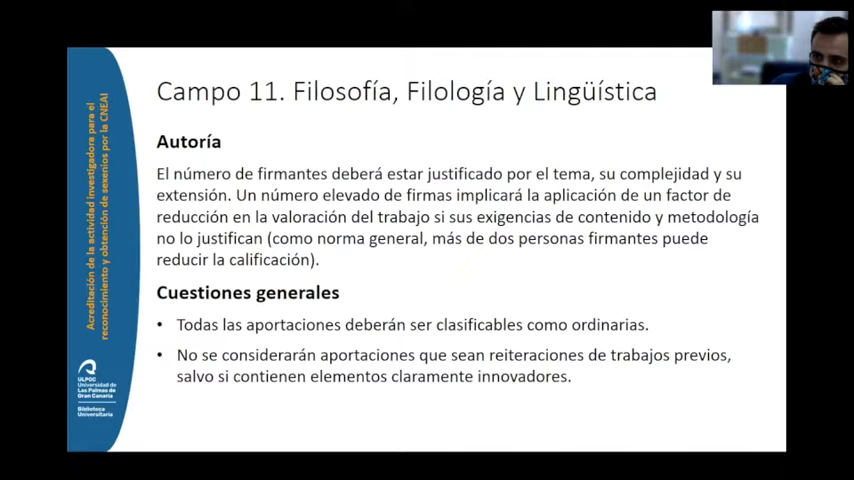 Campo 11. Filosofía, Filología y Lingüística
Autoría
El número de firmantes deberá estar justificado por el tema, su complejidad y su
extensión. Un número elevado de firmas implicará la aplicación de un factor de
reducción en la valoración del trabajo si sus exigencias de contenido y metodología
no lo justifican (como norma general, más de dos personas firmantes puede
reducir la calificación).
Cuestiones generales
• Todas las aportaciones deberán ser clasificables como ordinarias.
• No se considerarán aportaciones que sean reiteraciones de trabajos previos,
salvo si contienen elementos claramente innovadores.
Acreditación de la actividad investigadora para el
reconocimiento y obtención de sexenios por la CNEAI
ULPGC
Universidad de
Las Palmas de
Gran Canaria
Biblioteca
Universitaria